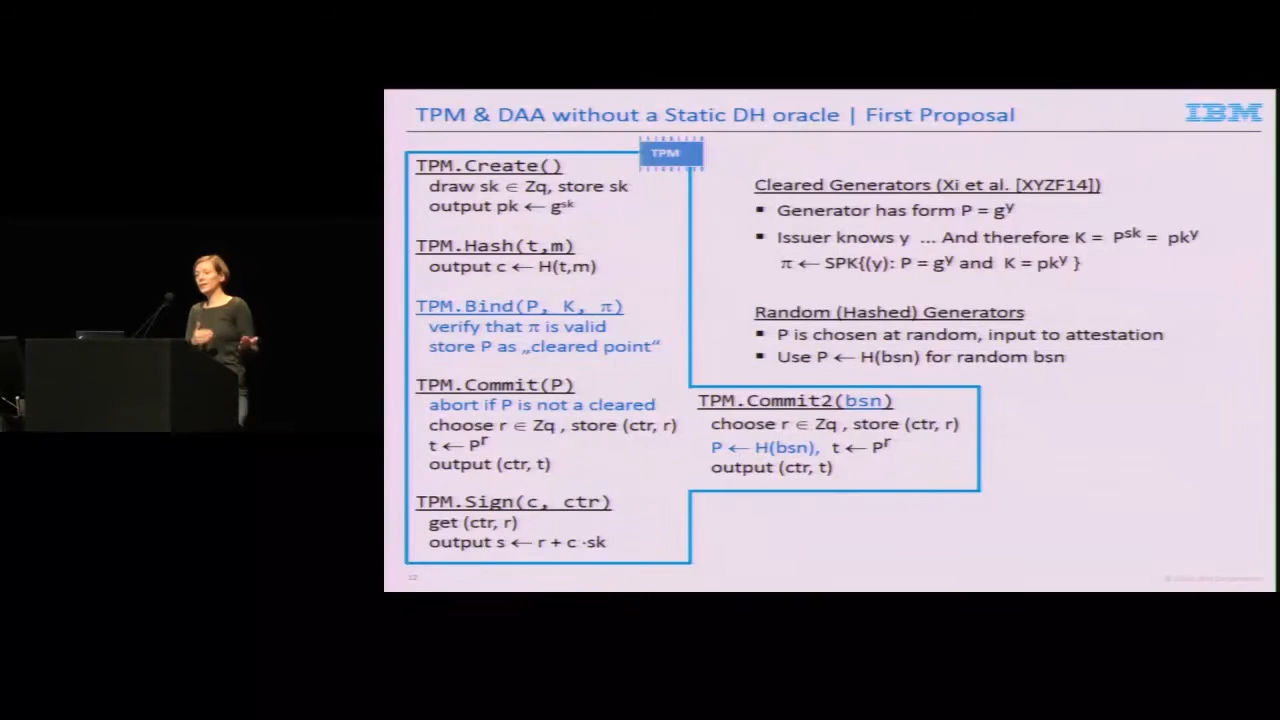 TPM & DAA without a Static DH oracle | First Proposal
IBM
TPM
TPM.Create()
draw sk ∈ Zq, store sk
output pk ← g^sk
TPM.Hash(t,m)
output c ← H(t,m)
TPM.Bind(P, K, π)
verify that π is valid
store P as „cleared point“
TPM.Commit(P)
abort if P is not a cleared
choose r ∈ Zq , store (ctr, r)
t ← P^r
output (ctr, t)
TPM.Sign(c, ctr)
get (ctr, r)
output s ← r + c ·sk
Cleared Generators (Xi et al. [XYZF14])
▪ Generator has form P = g^y
▪ Issuer knows y ... And therefore K = P^sk = pk^y
π ← SPK{(y): P = g^y and K = pk^y }
Random (Hashed) Generators
▪ P is chosen at random, input to attestation
▪ Use P ← H(bsn) for random bsn
TPM.Commit2(bsn)
choose r ∈ Zq , store (ctr, r)
P ← H(bsn), t ← P^r
output (ctr, t)
12